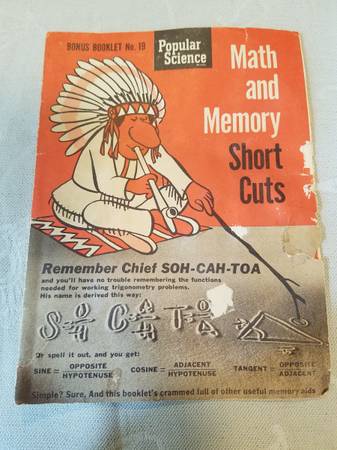 BONUS BOOKLET No. 19
Popular
Science
Math
and
Memory
Short
Cuts
Remember Chief SOH-CAH-TOA
and you'll have no trouble remembering the functions
needed for working trigonometry problems.
His name is derived this way:
S O/H C A/H T O/A
Or spell it out, and you get:
SINE = OPPOSITE / HYPOTENUSE COSINE = ADJACENT / HYPOTENUSE TANGENT = OPPOSITE / ADJACENT
Simple? Sure, And this booklet's crammed full of other useful memory aids